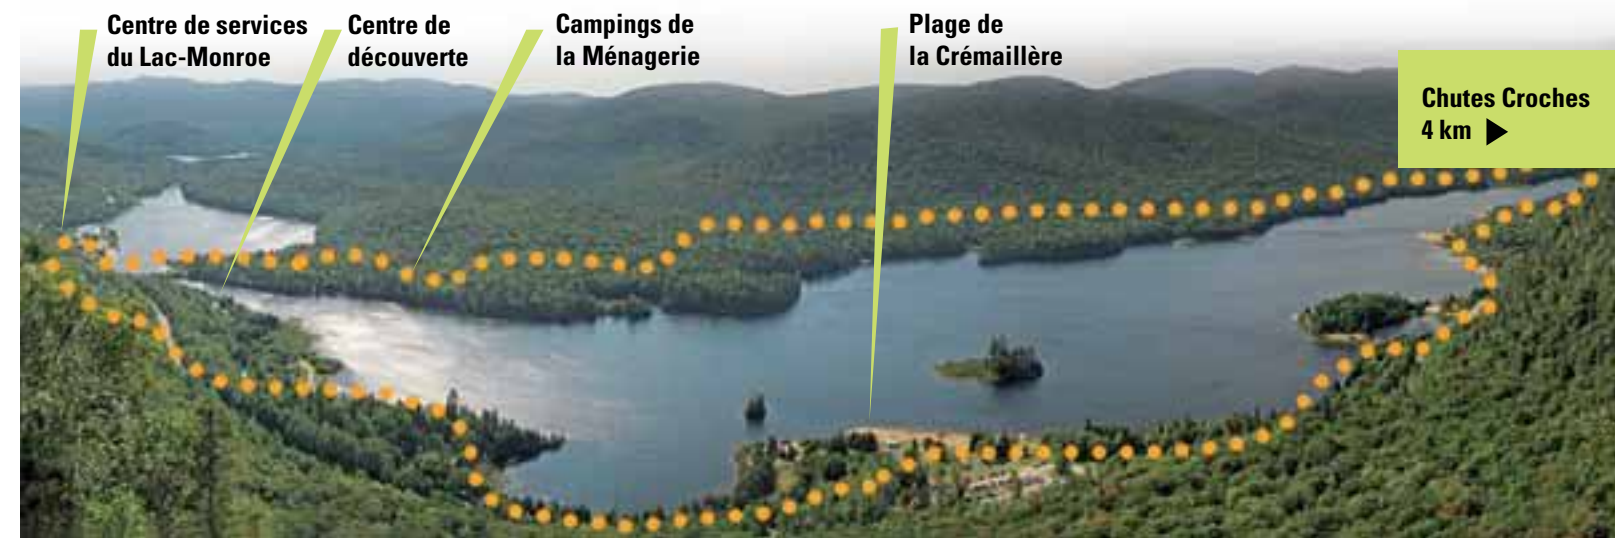 Centre de services
du Lac-Monroe
Centre de
découverte
Campings de
la Ménagerie
Plage de
la Crémaillère
Chutes Croches
4 km